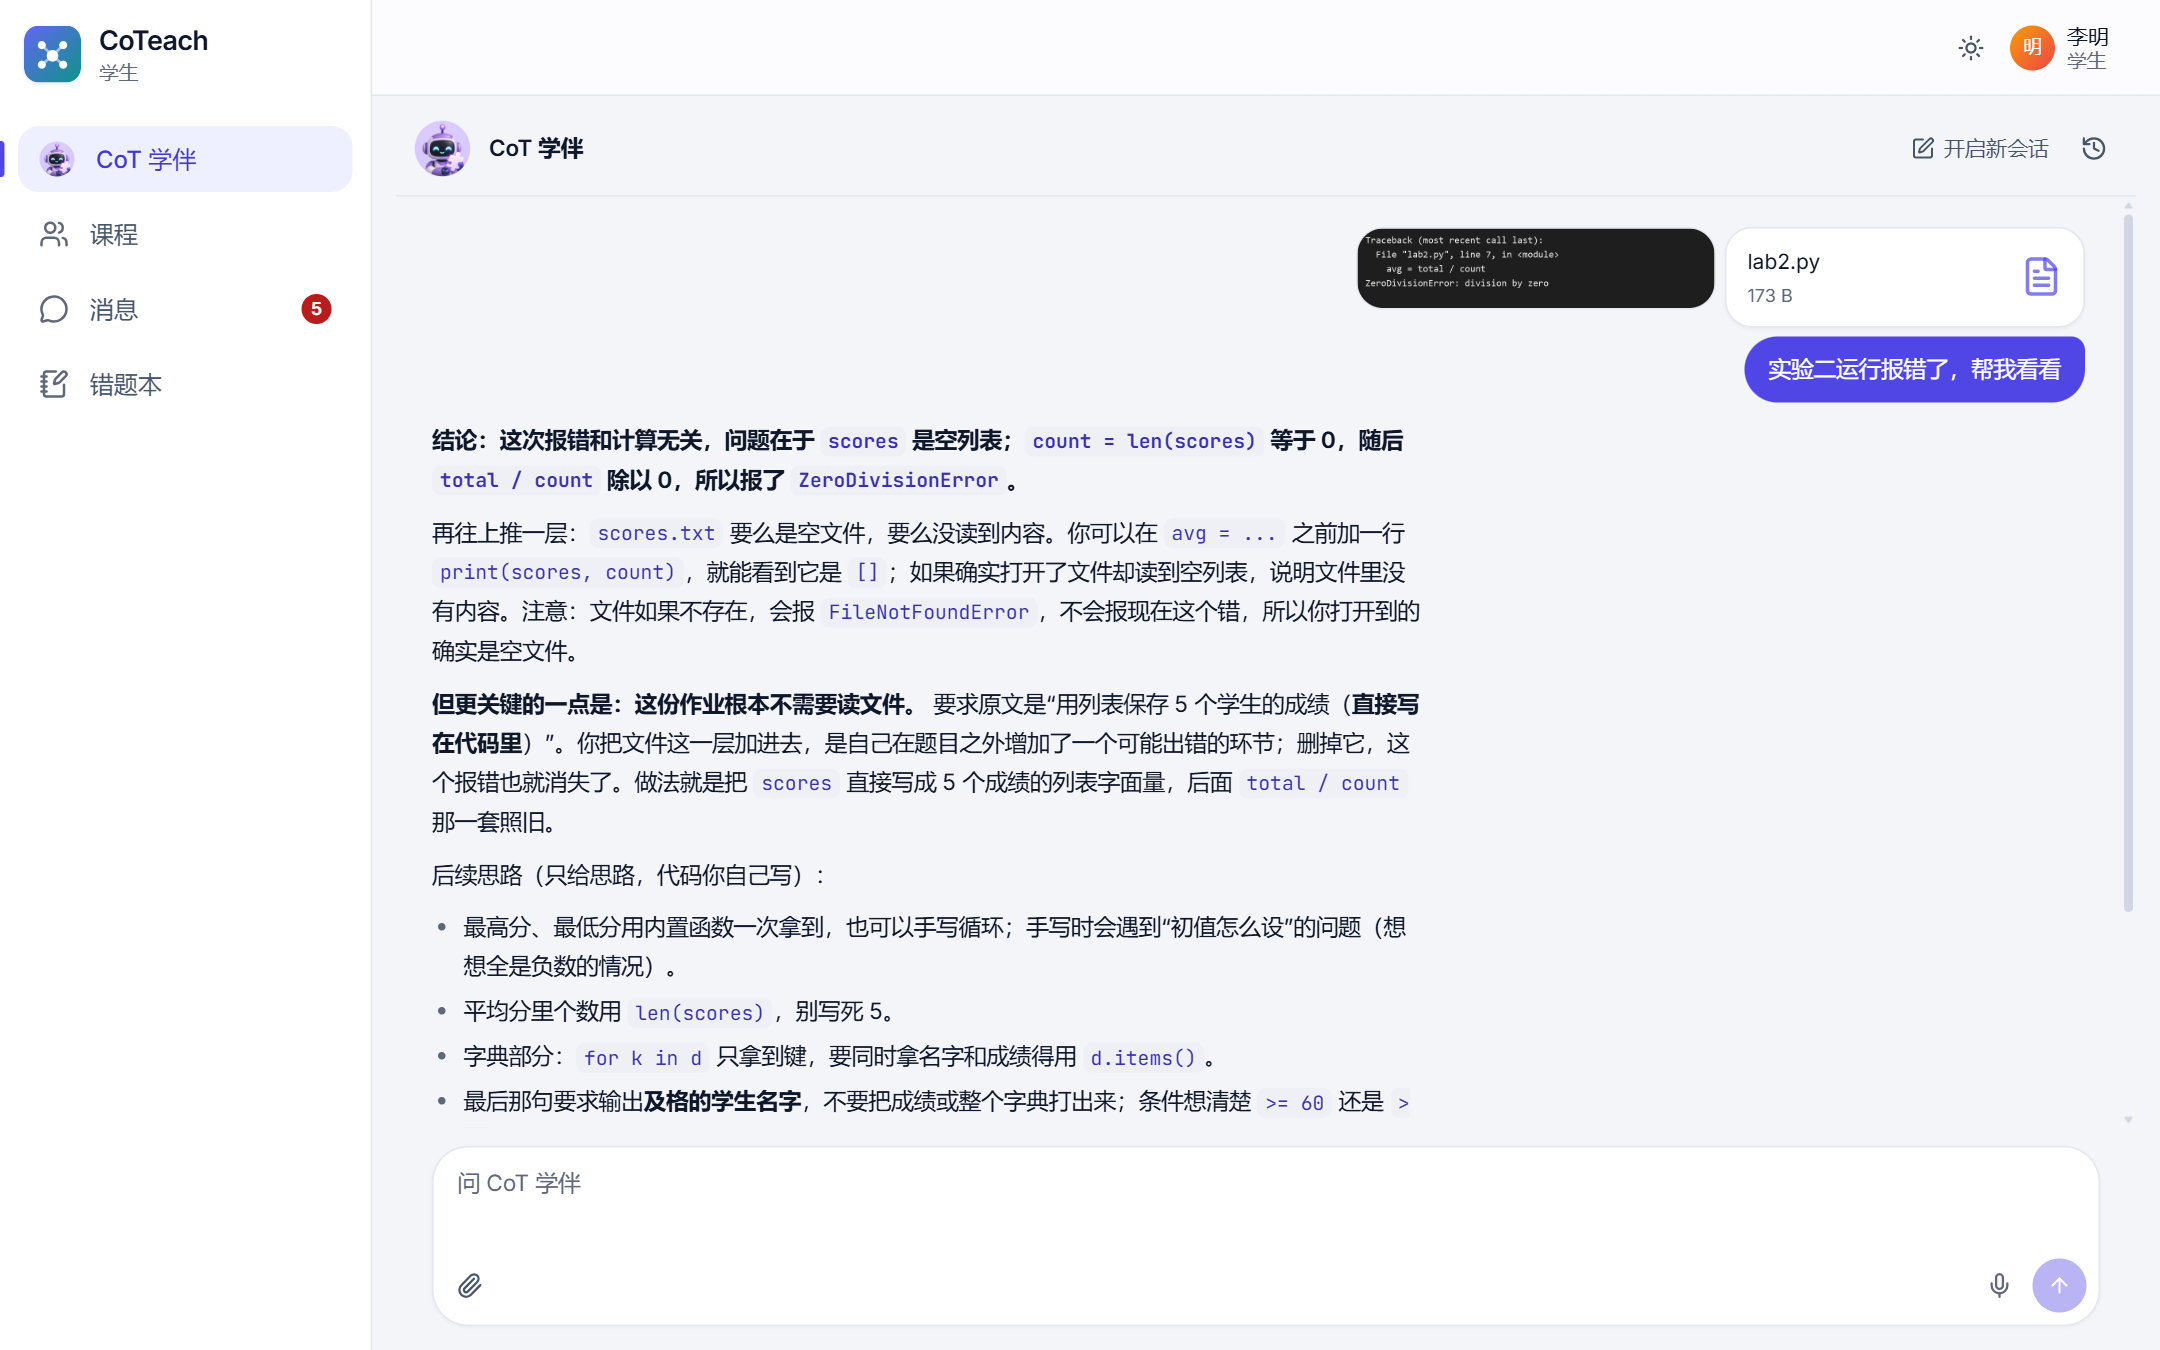 CoTeach
学生
CoT 学伴
课程
消息
5
错题本
明
李明
学生
CoT 学伴
开启新会话
Traceback (most recent call last):
  File "lab2.py", line 7, in <module>
    avg = total / count
ZeroDivisionError: division by zero
lab2.py
173 B
实验二运行报错了，帮我看看
结论：这次报错和计算无关，问题在于 scores 是空列表；count = len(scores) 等于 0，随后
total / count 除以 0，所以报了 ZeroDivisionError。
再往上推一层：scores.txt 要么是空文件，要么没读到内容。你可以在 avg = ... 之前加一行
print(scores, count)，就能看到它是 []；如果确实打开了文件却读到空列表，说明文件里没
有内容。注意：文件如果不存在，会报 FileNotFoundError，不会报现在这个错，所以你打开到的
确实是空文件。
但更关键的一点是：这份作业根本不需要读文件。 要求原文是“用列表保存 5 个学生的成绩（直接写
在代码里）”。你把文件这一层加进去，是自己在题目之外增加了一个可能出错的环节；删掉它，这
个报错也就消失了。做法就是把 scores 直接写成 5 个成绩的列表字面量，后面 total / count
那一套照旧。
后续思路（只给思路，代码你自己写）：
• 最高分、最低分用内置函数一次拿到，也可以手写循环；手写时会遇到“初值怎么设”的问题（想
想全是负数的情况）。
• 平均分里个数用 len(scores)，别写死 5。
• 字典部分：for k in d 只拿到键，要同时拿名字和成绩得用 d.items()。
• 最后那句要求输出及格的学生名字，不要把成绩或整个字典打出来；条件想清楚 >= 60 还是 >
问 CoT 学伴